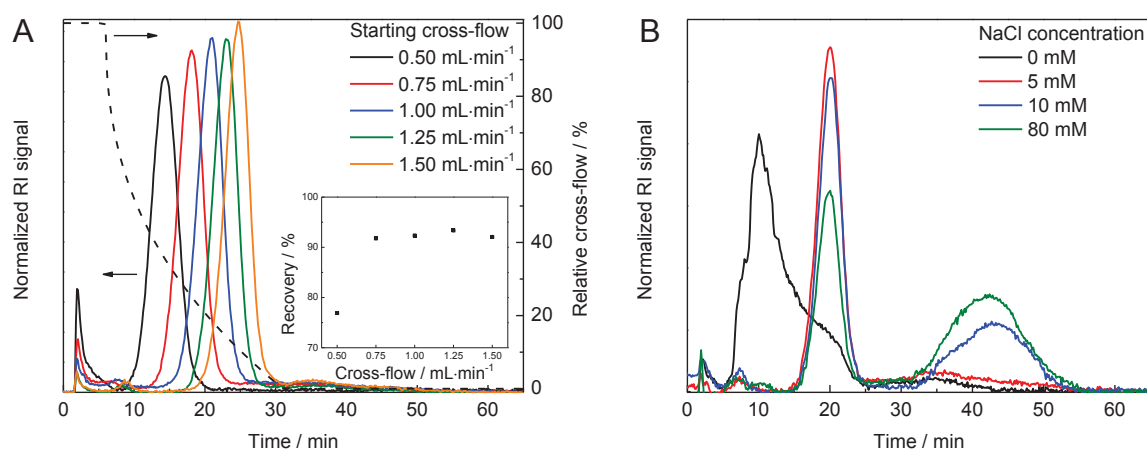 A
Starting cross-flow
0.50 mL·min⁻¹
0.75 mL·min⁻¹
1.00 mL·min⁻¹
1.25 mL·min⁻¹
1.50 mL·min⁻¹
Normalized RI signal
100
80
60
40
20
0
Relative cross-flow / %
100
90
80
70
Recovery / %
0.50 0.75 1.00 1.25 1.50
Cross-flow / mL·min⁻¹
0 10 20 30 40 50 60
Time / min
B
NaCl concentration
0 mM
5 mM
10 mM
80 mM
Normalized RI signal
0 10 20 30 40 50 60
Time / min